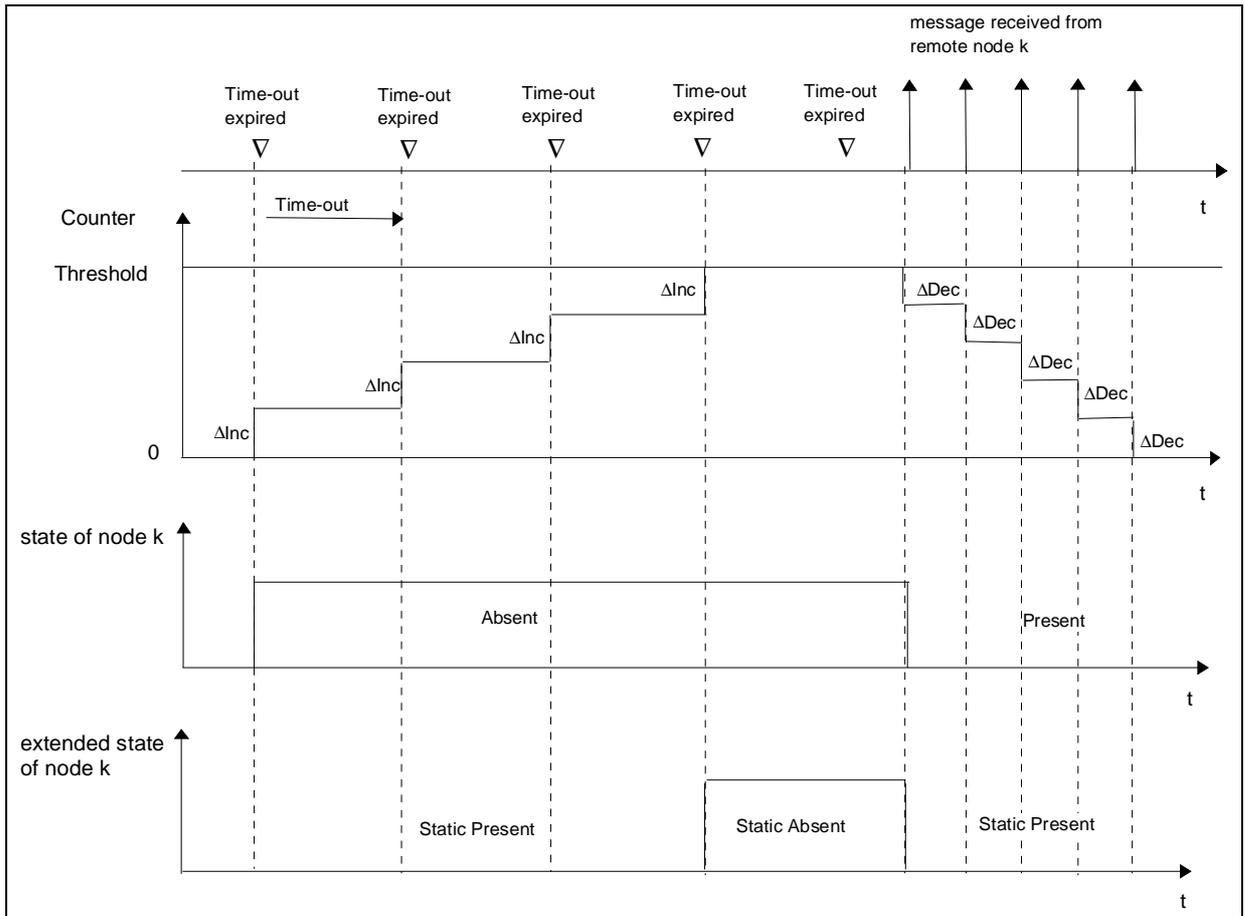 message received from
remote node k
Time-out
expired
Time-out
expired
Time-out
expired
Time-out
expired
Time-out
expired
∇ ∇ ∇ ∇ ∇
t
Time-out
Counter
Threshold
ΔInc
ΔInc
ΔInc
ΔInc
ΔDec
ΔDec
ΔDec
ΔDec
ΔDec
0
t
state of node k
Absent
Present
t
extended state
of node k
Static Present
Static Absent
Static Present
t